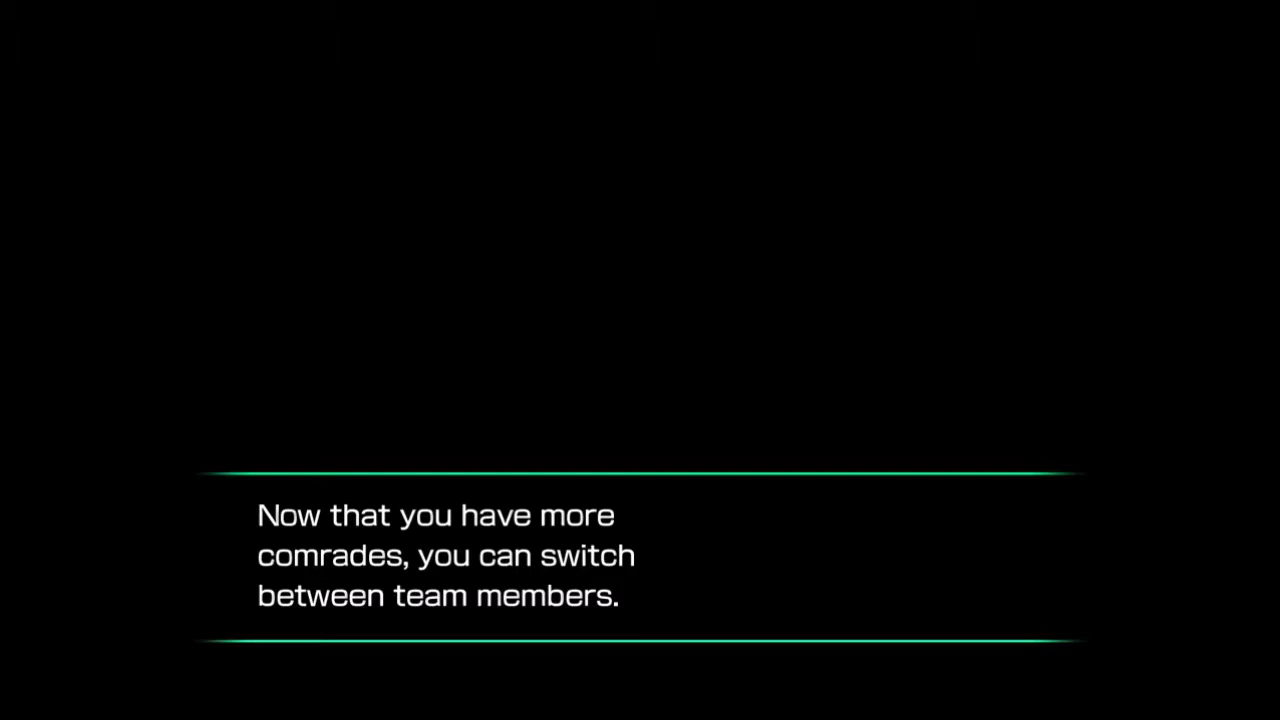 Now that you have more
comrades, you can switch
between team members.